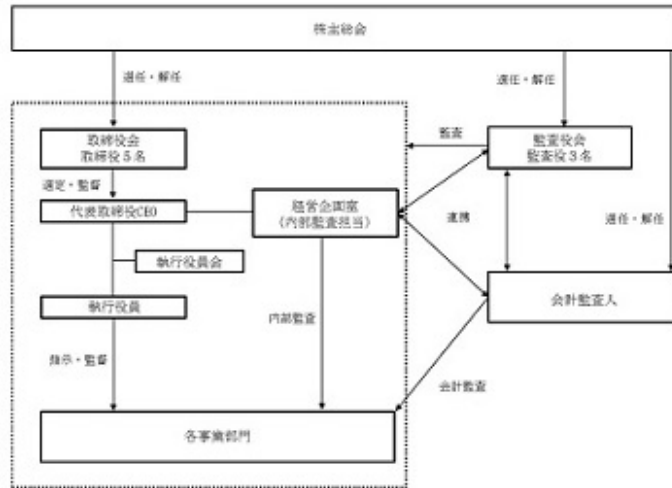 株主総会
選任・解任
選任・解任
取締役会
取締役５名
監査
監査役会
監査役３名
選定・監督
代表取締役CEO
経営企画室
(内部監査担当)
連携
選任・解任
執行役員会
執行役員
内部監査
会計監査人
指示・監督
会計監査
各事業部門